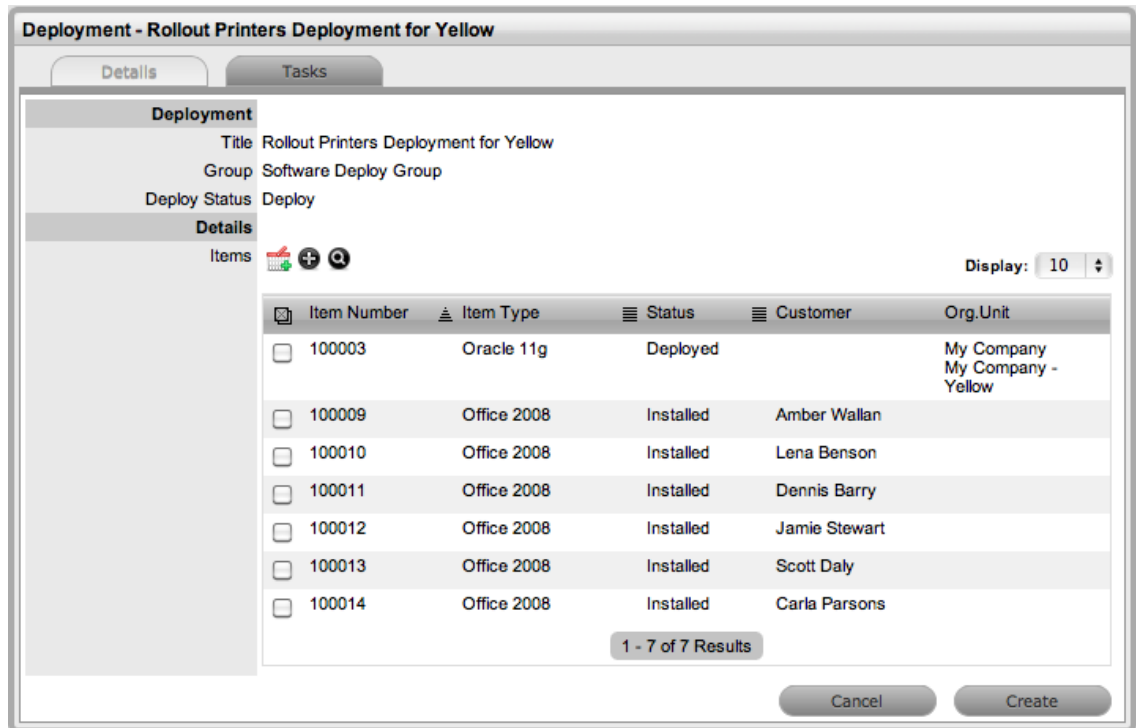 Deployment - Rollout Printers Deployment for Yellow
Details Tasks
Deployment
Title Rollout Printers Deployment for Yellow
Group Software Deploy Group
Deploy Status Deploy
Details
Items
Display: 10
Item Number Item Type Status Customer Org.Unit
100003 Oracle 11g Deployed My Company
My Company -
Yellow
100009 Office 2008 Installed Amber Wallan
100010 Office 2008 Installed Lena Benson
100011 Office 2008 Installed Dennis Barry
100012 Office 2008 Installed Jamie Stewart
100013 Office 2008 Installed Scott Daly
100014 Office 2008 Installed Carla Parsons
1 - 7 of 7 Results
Cancel Create